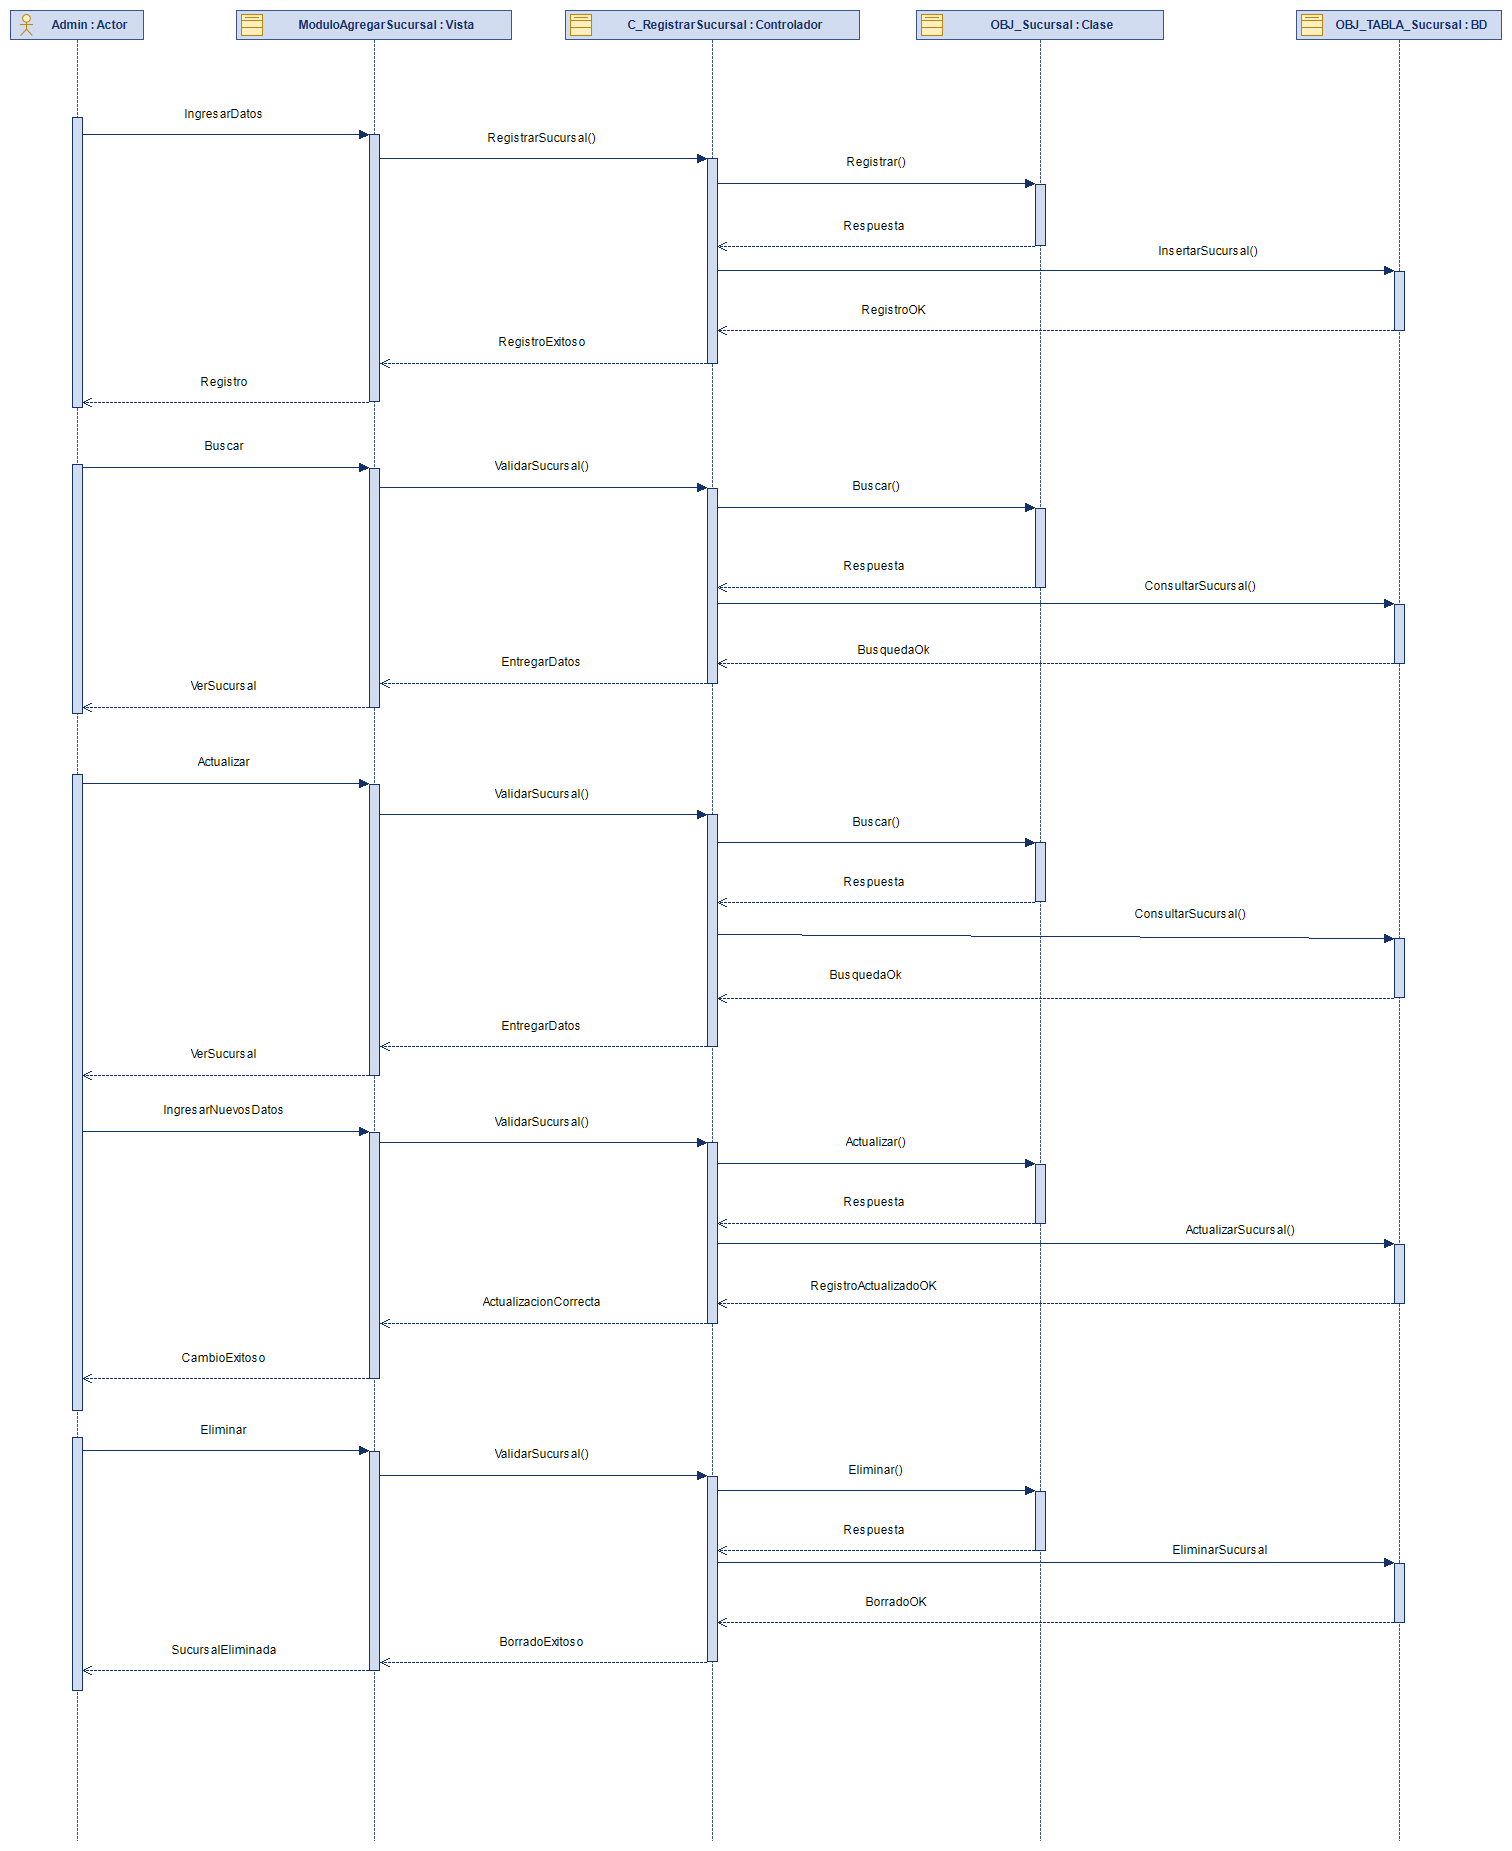 Admin : Actor
ModuloAgregarSucursal : Vista
C_RegistrarSucursal : Controlador
OBJ_Sucursal : Clase
OBJ_TABLA_Sucursal : BD
IngresarDatos
RegistrarSucursal()
Registrar()
Respuesta
InsertarSucursal()
RegistroOK
RegistroExitoso
Registro
Buscar
ValidarSucursal()
Buscar()
Respuesta
ConsultarSucursal()
BusquedaOk
EntregarDatos
VerSucursal
Actualizar
ValidarSucursal()
Buscar()
Respuesta
ConsultarSucursal()
BusquedaOk
EntregarDatos
VerSucursal
IngresarNuevosDatos
ValidarSucursal()
Actualizar()
Respuesta
ActualizarSucursal()
RegistroActualizadoOK
ActualizacionCorrecta
CambioExitoso
Eliminar
ValidarSucursal()
Eliminar()
Respuesta
EliminarSucursal
BorradoOK
BorradoExitoso
SucursalEliminada